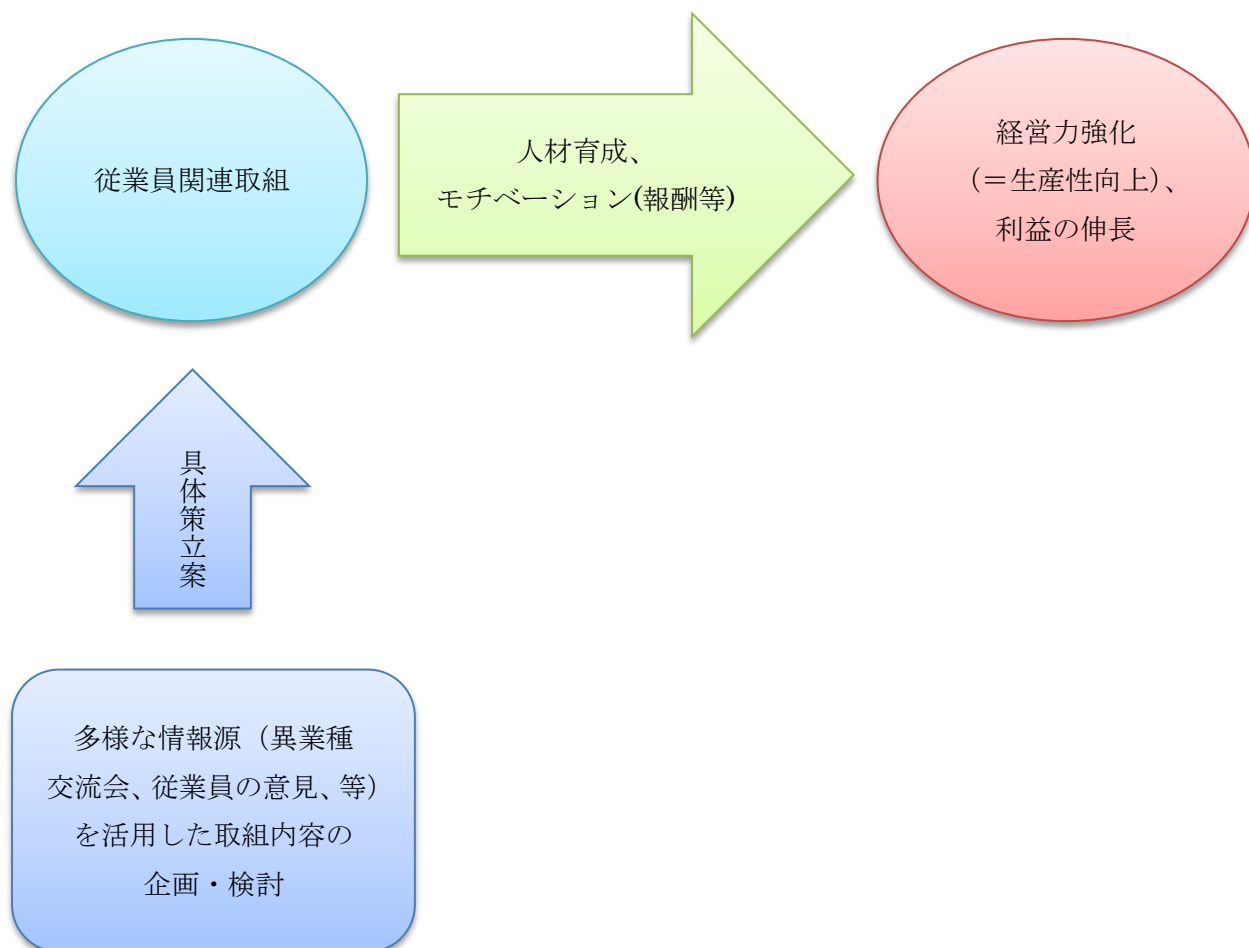 従業員関連取組
人材育成、
モチベーション(報酬等)
経営力強化
（＝生産性向上）、
利益の伸長
具体策立案
多様な情報源（異業種
交流会、従業員の意見、等）
を活用した取組内容の
企画・検討